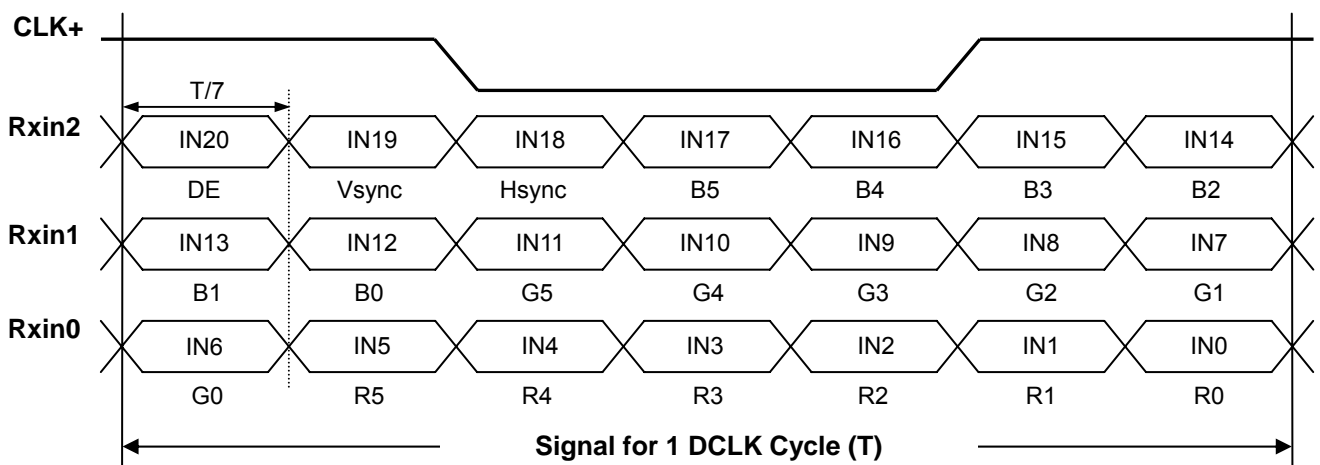 CLK+
T/7
Rxin2 IN20 IN19 IN18 IN17 IN16 IN15 IN14
DE Vsync Hsync B5 B4 B3 B2
Rxin1 IN13 IN12 IN11 IN10 IN9 IN8 IN7
B1 B0 G5 G4 G3 G2 G1
Rxin0 IN6 IN5 IN4 IN3 IN2 IN1 IN0
G0 R5 R4 R3 R2 R1 R0
Signal for 1 DCLK Cycle (T)